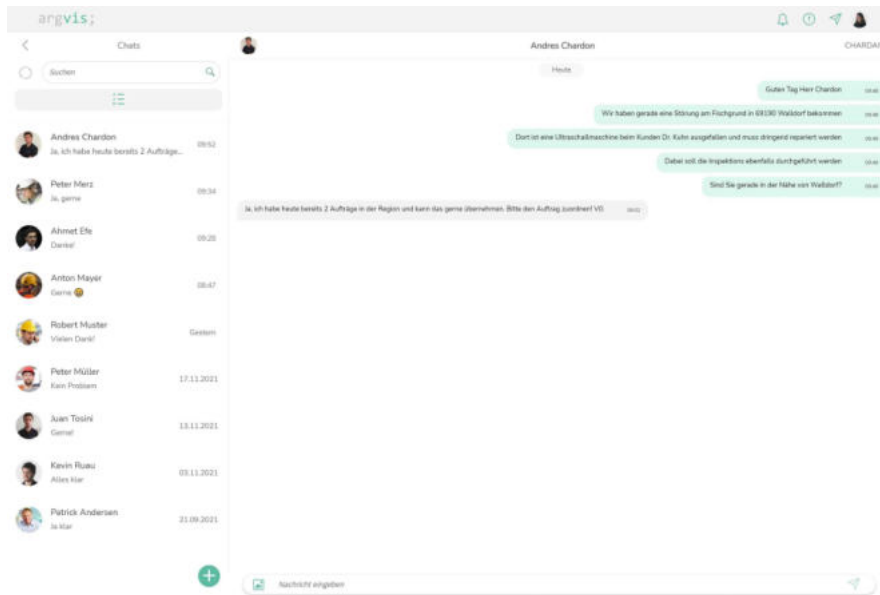 argvis;
Chats
Andres Chardon
CHARDAN
Suchen
Heute
Guten Tag Herr Chardon
Wir haben gerade eine Störung am Fischgrund in 69190 Walldorf bekommen
Dort ist eine Ultraschallmaschine beim Kunden Dr. Kuhn ausgefallen und muss dringend repariert werden
Dabei soll die Inspektions ebenfalls durchgeführt werden
Sind Sie gerade in der Nähe von Walldorf?
Ja, ich habe heute bereits 2 Aufträge in der Region und kann das gerne übernehmen. Bitte den Auftrag zuordnen! VG
Andres Chardon
Ja, ich habe heute bereits 2 Aufträge...
09:52
Peter Merz
Ja, gerne
09:34
Ahmet Efe
Danke!
09:28
Anton Mayer
Gerne 😀
08:47
Robert Muster
Vielen Dank!
Gestern
Peter Müller
Kein Problem
17.11.2021
Juan Tosini
Gerne!
13.11.2021
Kevin Ruau
Alles klar
03.11.2021
Patrick Andersen
Ja klar
21.09.2021
Nachricht eingeben